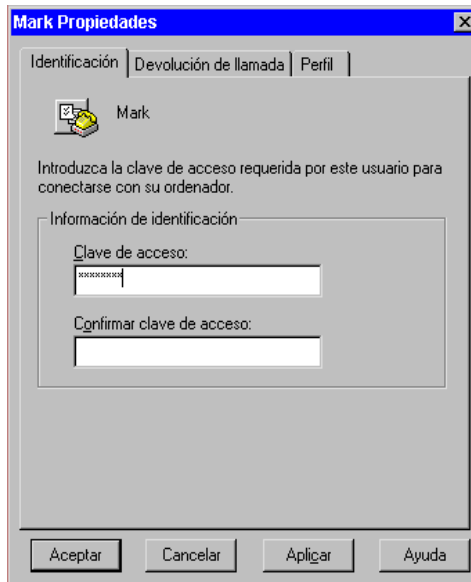 Mark Propiedades
Identificación Devolución de llamada Perfil
Mark
Introduzca la clave de acceso requerida por este usuario para
conectarse con su ordenador.
Información de identificación
Clave de acceso:
xxxxxxxx
Confirmar clave de acceso:
Aceptar Cancelar Aplicar Ayuda